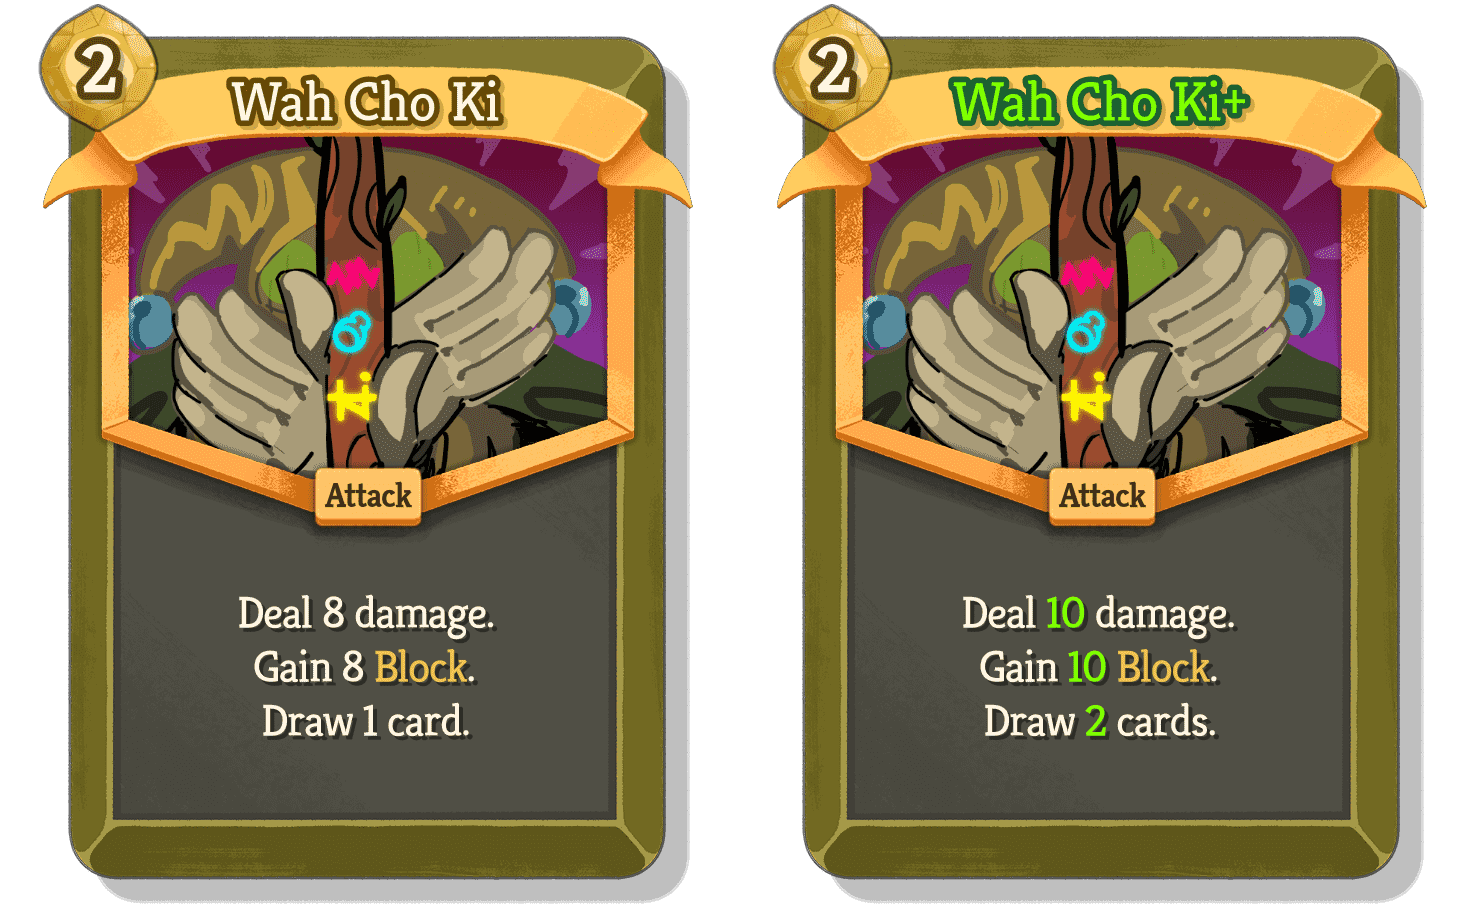 2
Wah Cho Ki
Attack
Deal 8 damage.
Gain 8 Block.
Draw 1 card.
2
Wah Cho Ki+
Attack
Deal 10 damage.
Gain 10 Block.
Draw 2 cards.